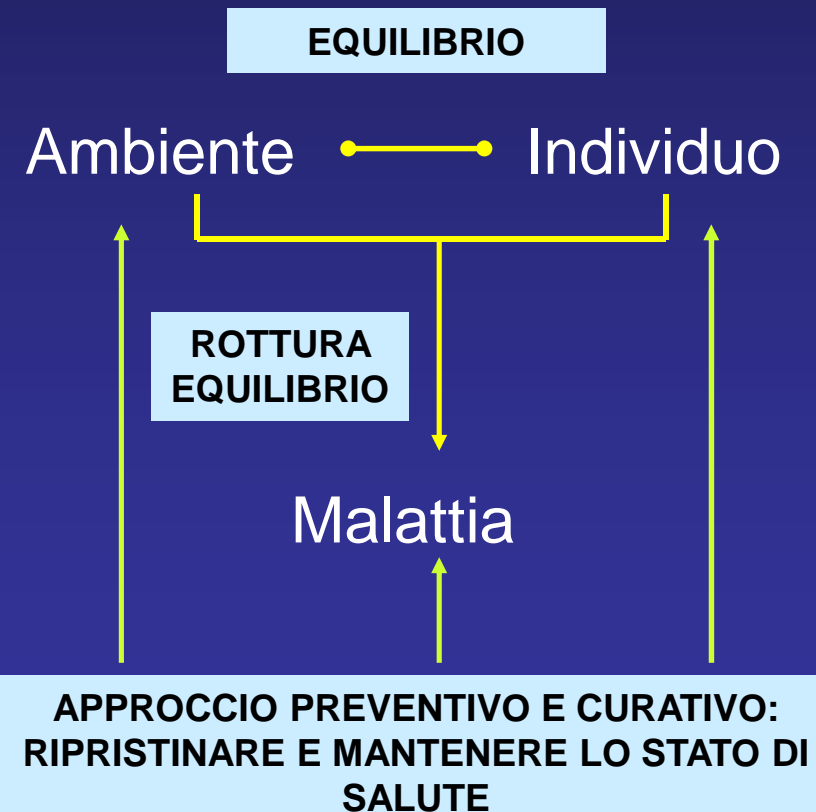 EQUILIBRIO
Ambiente Individuo
ROTTURA
EQUILIBRIO
Malattia
APPROCCIO PREVENTIVO E CURATIVO:
RIPRISTINARE E MANTENERE LO STATO DI
SALUTE